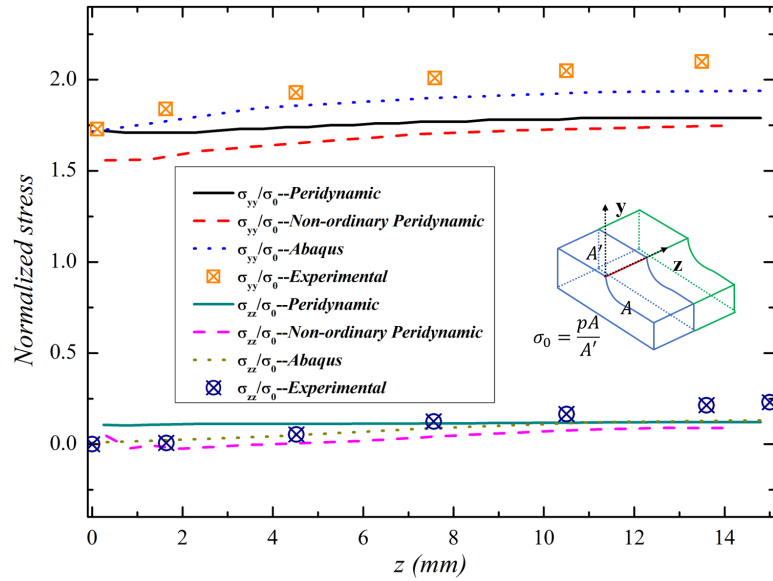 Normalized stress
2.0
1.5
1.0
0.5
0.0
σyy/σ0--Peridynamic
σyy/σ0--Non-ordinary Peridynamic
σyy/σ0--Abaqus
σyy/σ0--Experimental
σzz/σ0--Peridynamic
σzz/σ0--Non-ordinary Peridynamic
σzz/σ0--Abaqus
σzz/σ0--Experimental
y
A′
z
A
σ0 = pA/A′
0 2 4 6 8 10 12 14
z (mm)